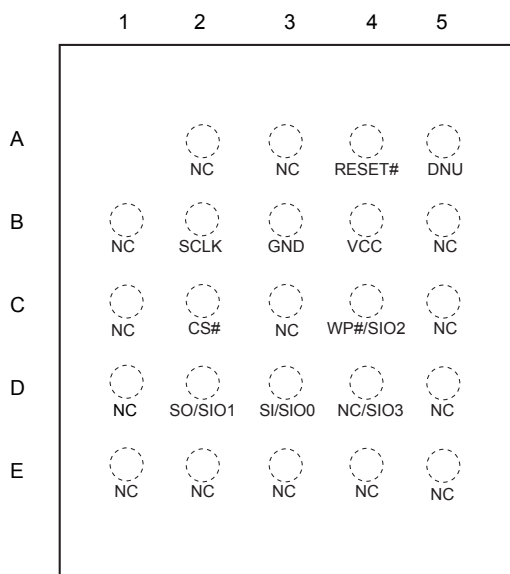 1 2 3 4 5
A
NC NC RESET# DNU
B
NC SCLK GND VCC NC
C
NC CS# NC WP#/SIO2 NC
D
NC SO/SIO1 SI/SIO0 NC/SIO3 NC
E
NC NC NC NC NC